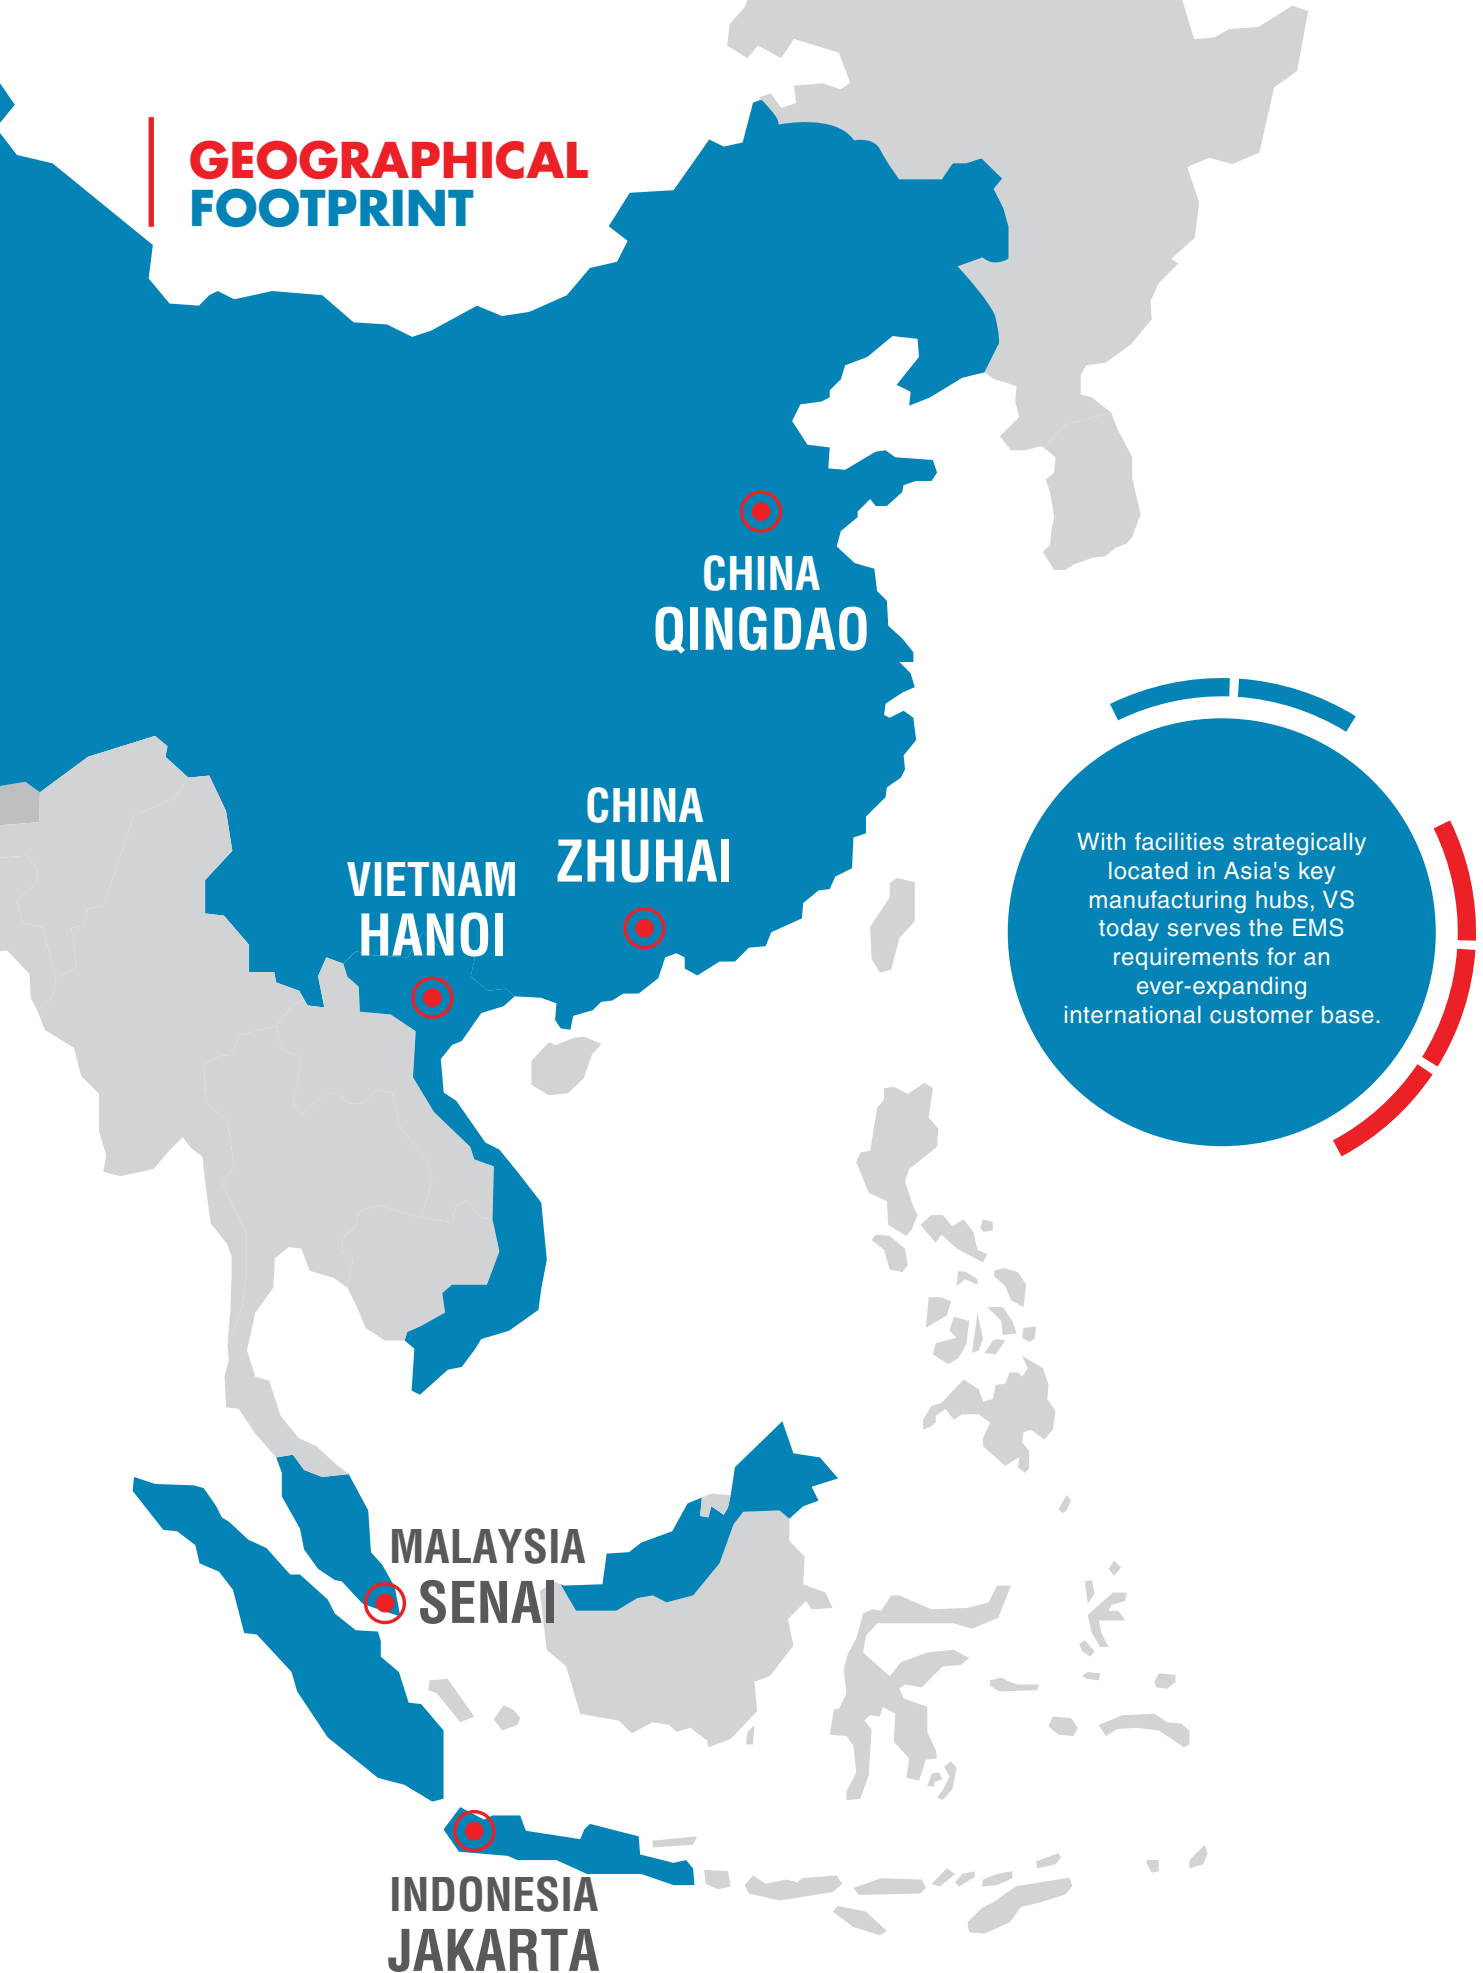 GEOGRAPHICAL
FOOTPRINT
CHINA
QINGDAO
CHINA
ZHUHAI
VIETNAM
HANOI
With facilities strategically
located in Asia's key
manufacturing hubs, VS
today serves the EMS
requirements for an
ever-expanding
international customer base.
MALAYSIA
SENAI
INDONESIA
JAKARTA